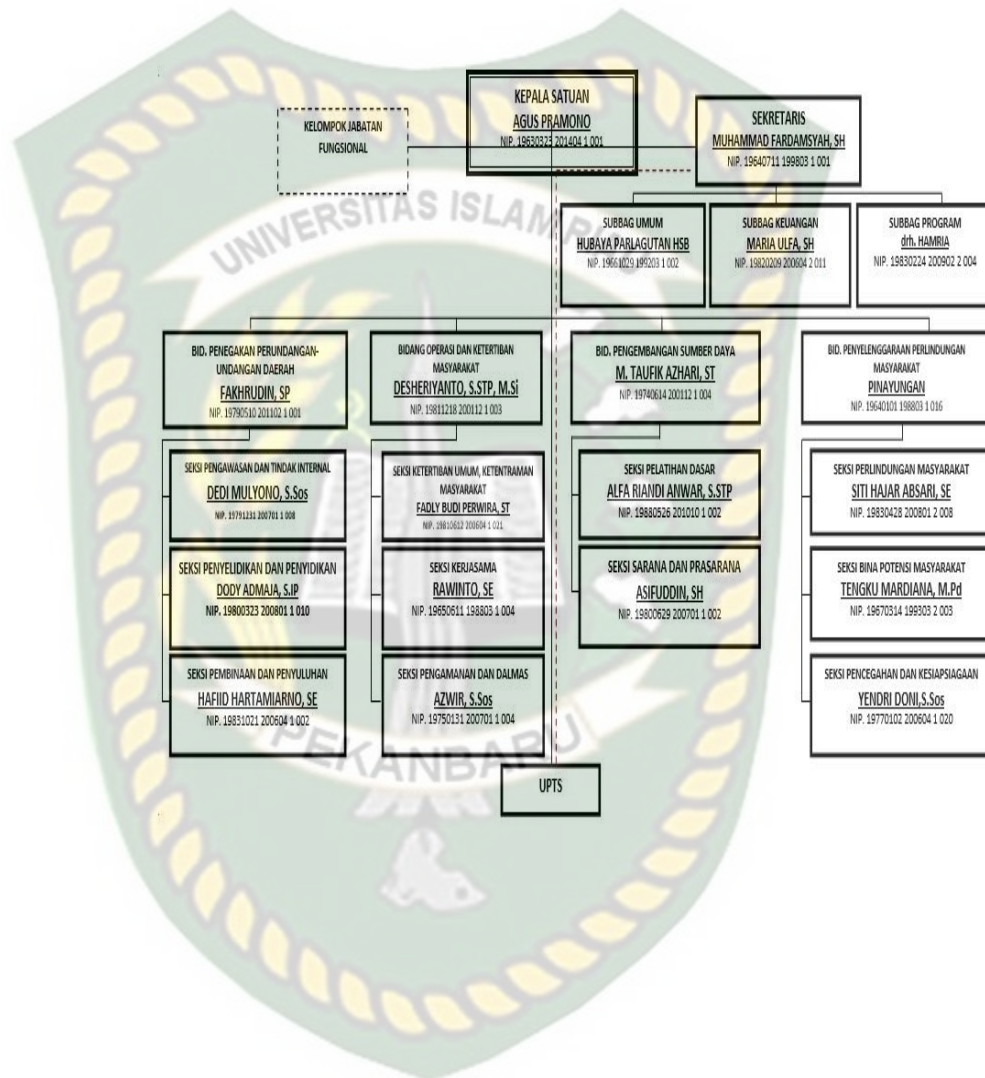 KEPALA SATUAN
AGUS PRAMONO
NIP. 19630323 201404 1 001
KELOMPOK JABATAN
FUNGSIONAL
SEKRETARIS
MUHAMMAD FARDAMSYAH, SH
NIP. 19640711 199803 1 001
SUBBAG UMUM
HUBAYA PARLAGUTAN HSB
NIP. 19661029 199203 1 002
SUBBAG KEUANGAN
MARIA ULFA, SH
NIP. 19820209 200604 2 011
SUBBAG PROGRAM
drh. HAMRIA
NIP. 19830224 200902 2 004
BID. PENEGAKAN PERUNDANGAN-
UNDANGAN DAERAH
FAKHRUDIN, SP
NIP. 19790510 201102 1 001
BIDANG OPERASI DAN KETERTIBAN
MASYARAKAT
DESHERIYANTO, S.STP, M.Si
NIP. 19811218 200112 1 003
BID. PENGEMBANGAN SUMBER DAYA
M. TAUFIK AZHARI, ST
NIP. 19740614 200112 1 004
BID. PENYELENGGARAAN PERLINDUNGAN
MASYARAKAT
PINAYUNGAN
NIP. 19640101 198803 1 016
SEKSI PENGAWASAN DAN TINDAK INTERNAL
DEDI MULYONO, S.Sos
NIP. 19791231 200701 1 008
SEKSI KETERTIBAN UMUM, KETENTRAMAN
MASYARAKAT
FADLY BUDI PERWIRA, ST
NIP. 19810612 200604 1 021
SEKSI PELATIHAN DASAR
ALFA RIANDI ANWAR, S.STP
NIP. 19880526 201010 1 002
SEKSI PERLINDUNGAN MASYARAKAT
SITI HAJAR ABSARI, SE
NIP. 19830428 200801 2 008
SEKSI PENYELIDIKAN DAN PENYIDIKAN
DODY ADMAJA, S.IP
NIP. 19800323 200801 1 010
SEKSI KERJASAMA
RAWINTO, SE
NIP. 19650611 198803 1 004
SEKSI SARANA DAN PRASARANA
ASIFUDDIN, SH
NIP. 19800629 200701 1 002
SEKSI BINA POTENSI MASYARAKAT
TENGKU MARDIANA, M.Pd
NIP. 19670314 199303 2 003
SEKSI PEMBINAAN DAN PENYULUHAN
HAFIID HARTAMIARNO, SE
NIP. 19831021 200604 1 002
SEKSI PENGAMANAN DAN DALMAS
AZWIR, S.Sos
NIP. 19750131 200701 1 004
SEKSI PENCEGAHAN DAN KESIAPSIAGAAN
YENDRI DONI,S.Sos
NIP. 19770102 200604 1 020
UPTS
UNIVERSITAS ISLAM RIAU
PEKANBARU